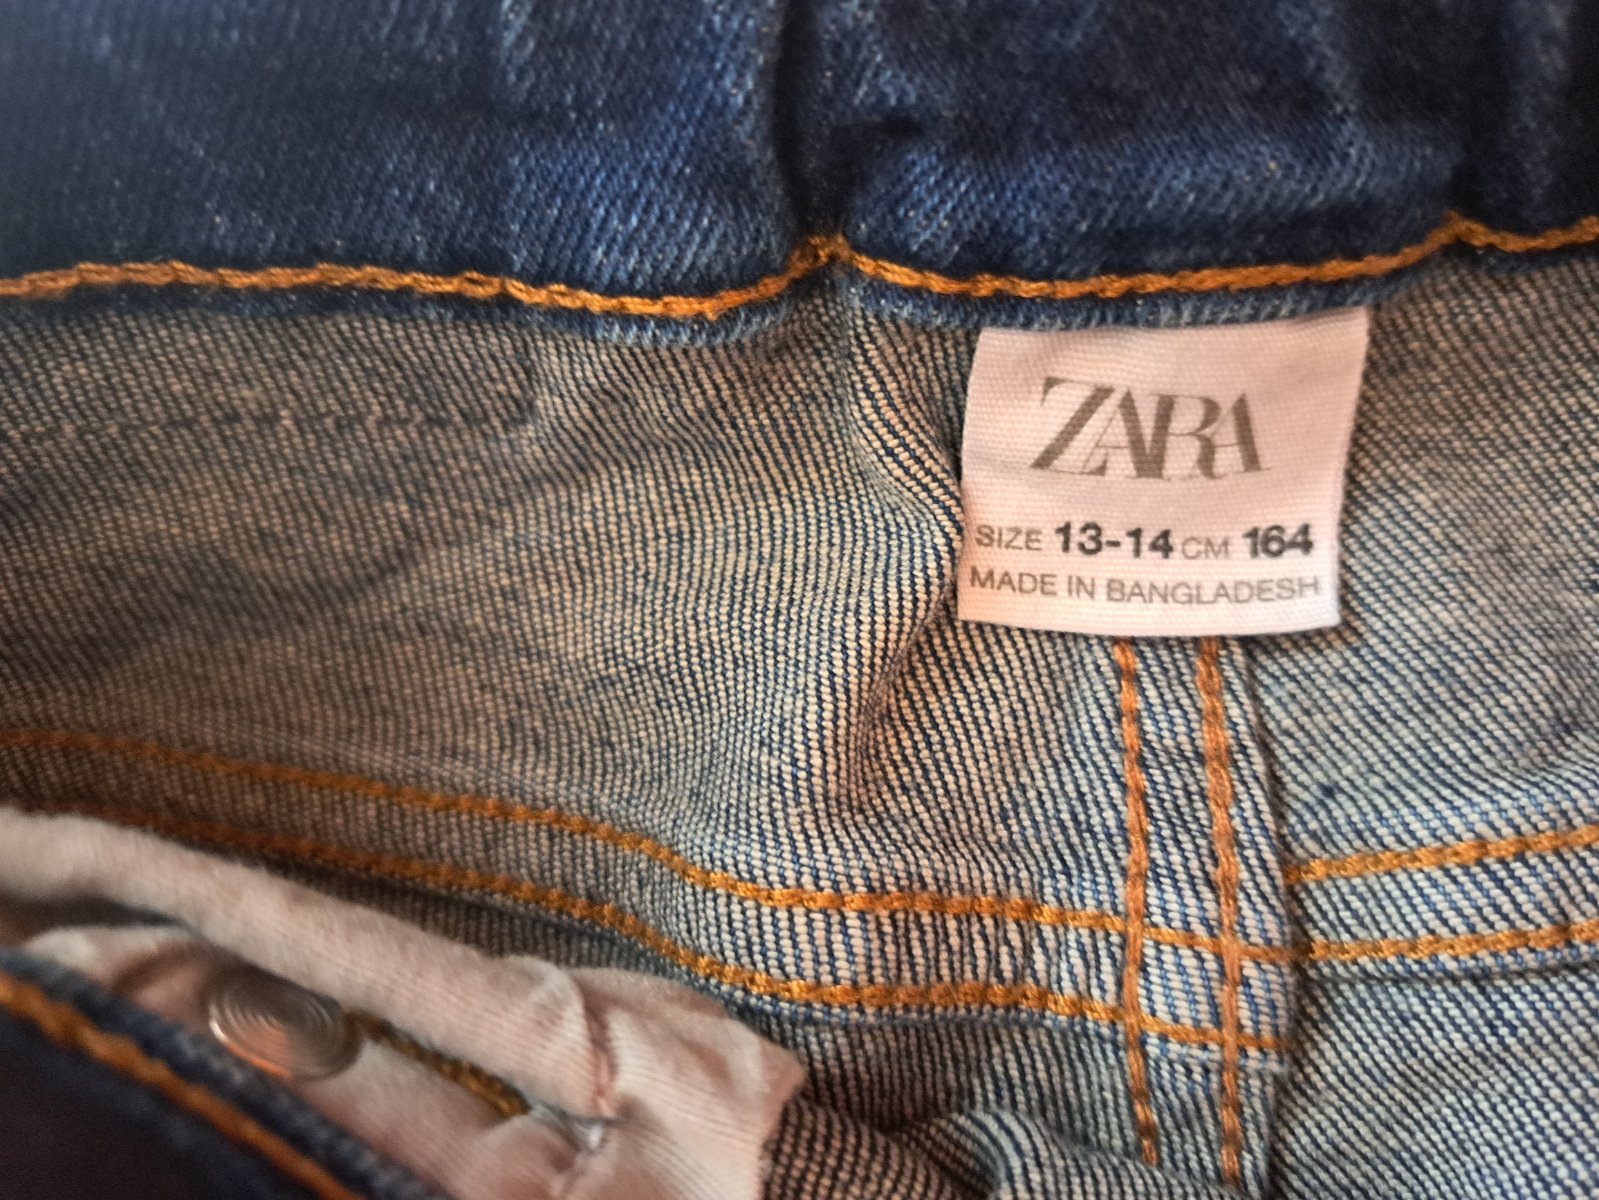 ZARA
SIZE 13-14 CM 164
MADE IN BANGLADESH